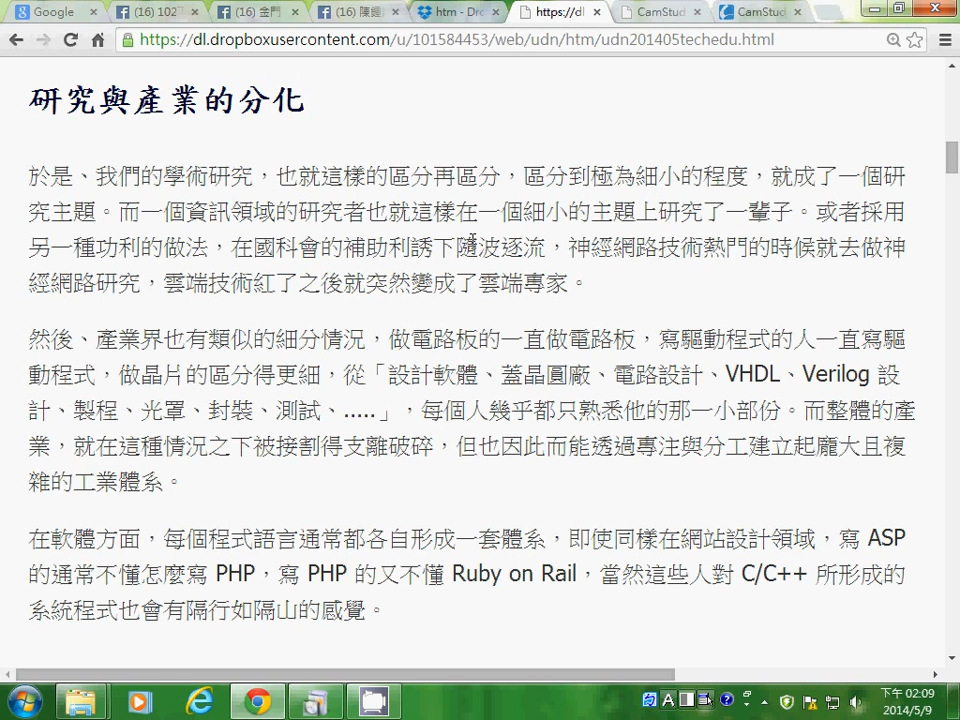 Google
(16) 102
(16) 金門
(16) 陳鍾
htm - Dro
https://dl
CamStud
CamStud
https://dl.dropboxusercontent.com/u/101584453/web/udn/htm/udn201405techedu.html
研究與產業的分化
於是、我們的學術研究，也就這樣的區分再區分，區分到極為細小的程度，就成了一個研
究主題。而一個資訊領域的研究者也就這樣在一個細小的主題上研究了一輩子。或者採用
另一種功利的做法，在國科會的補助利誘下隨波逐流，神經網路技術熱門的時候就去做神
經網路研究，雲端技術紅了之後就突然變成了雲端專家。
然後、產業界也有類似的細分情況，做電路板的一直做電路板，寫驅動程式的人一直寫驅
動程式，做晶片的區分得更細，從「設計軟體、蓋晶圓廠、電路設計、VHDL、Verilog 設
計、製程、光罩、封裝、測試、.....」，每個人幾乎都只熟悉他的那一小部份。而整體的產
業，就在這種情況之下被接割得支離破碎，但也因此而能透過專注與分工建立起龐大且複
雜的工業體系。
在軟體方面，每個程式語言通常都各自形成一套體系，即使同樣在網站設計領域，寫 ASP
的通常不懂怎麼寫 PHP，寫 PHP 的又不懂 Ruby on Rail，當然這些人對 C/C++ 所形成的
系統程式也會有隔行如隔山的感覺。
下午 02:09
2014/5/9